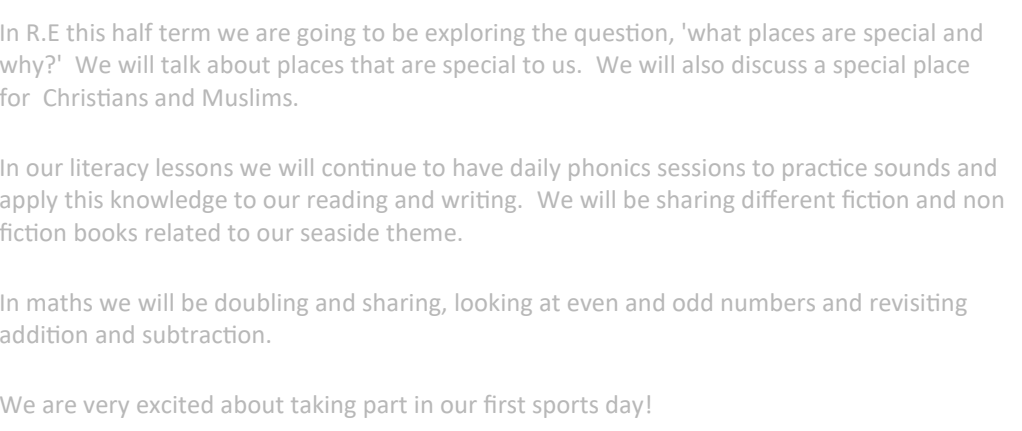 In R.E this half term we are going to be exploring the question, 'what places are special and
why?'  We will talk about places that are special to us.  We will also discuss a special place
for  Christians and Muslims.
In our literacy lessons we will continue to have daily phonics sessions to practice sounds and
apply this knowledge to our reading and writing.  We will be sharing different fiction and non
fiction books related to our seaside theme.
In maths we will be doubling and sharing, looking at even and odd numbers and revisiting
addition and subtraction.
We are very excited about taking part in our first sports day!